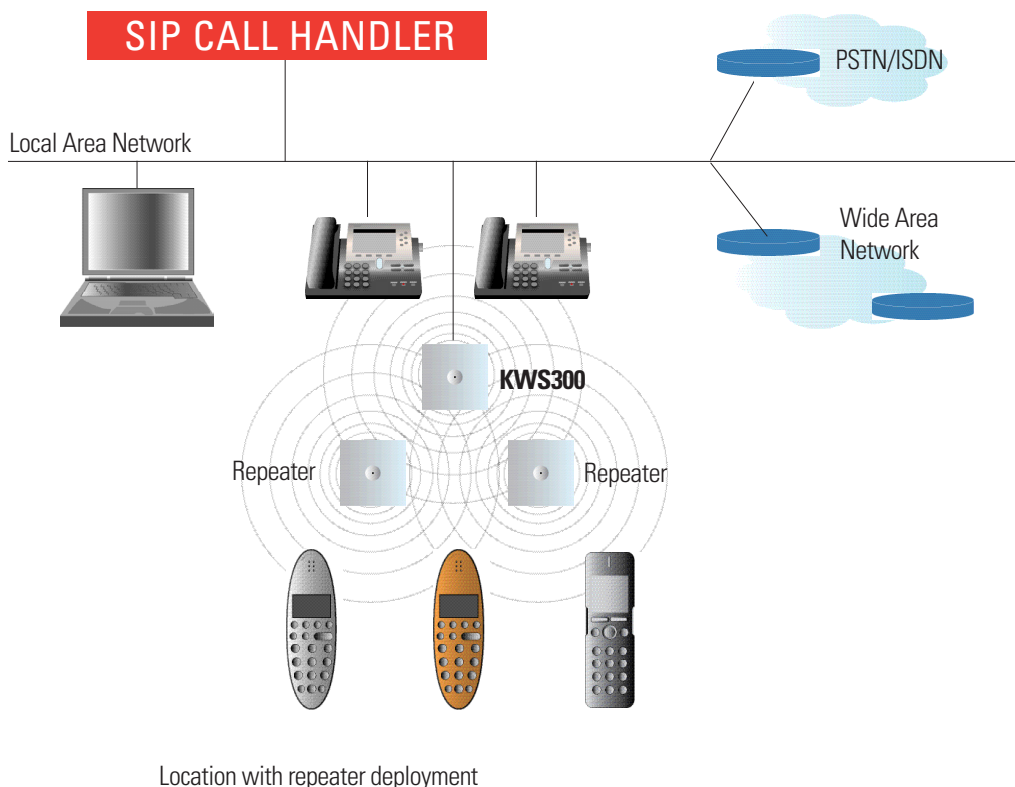 SIP CALL HANDLER
PSTN/ISDN
Local Area Network
Wide Area
Network
KWS300
Repeater
Repeater
Location with repeater deployment